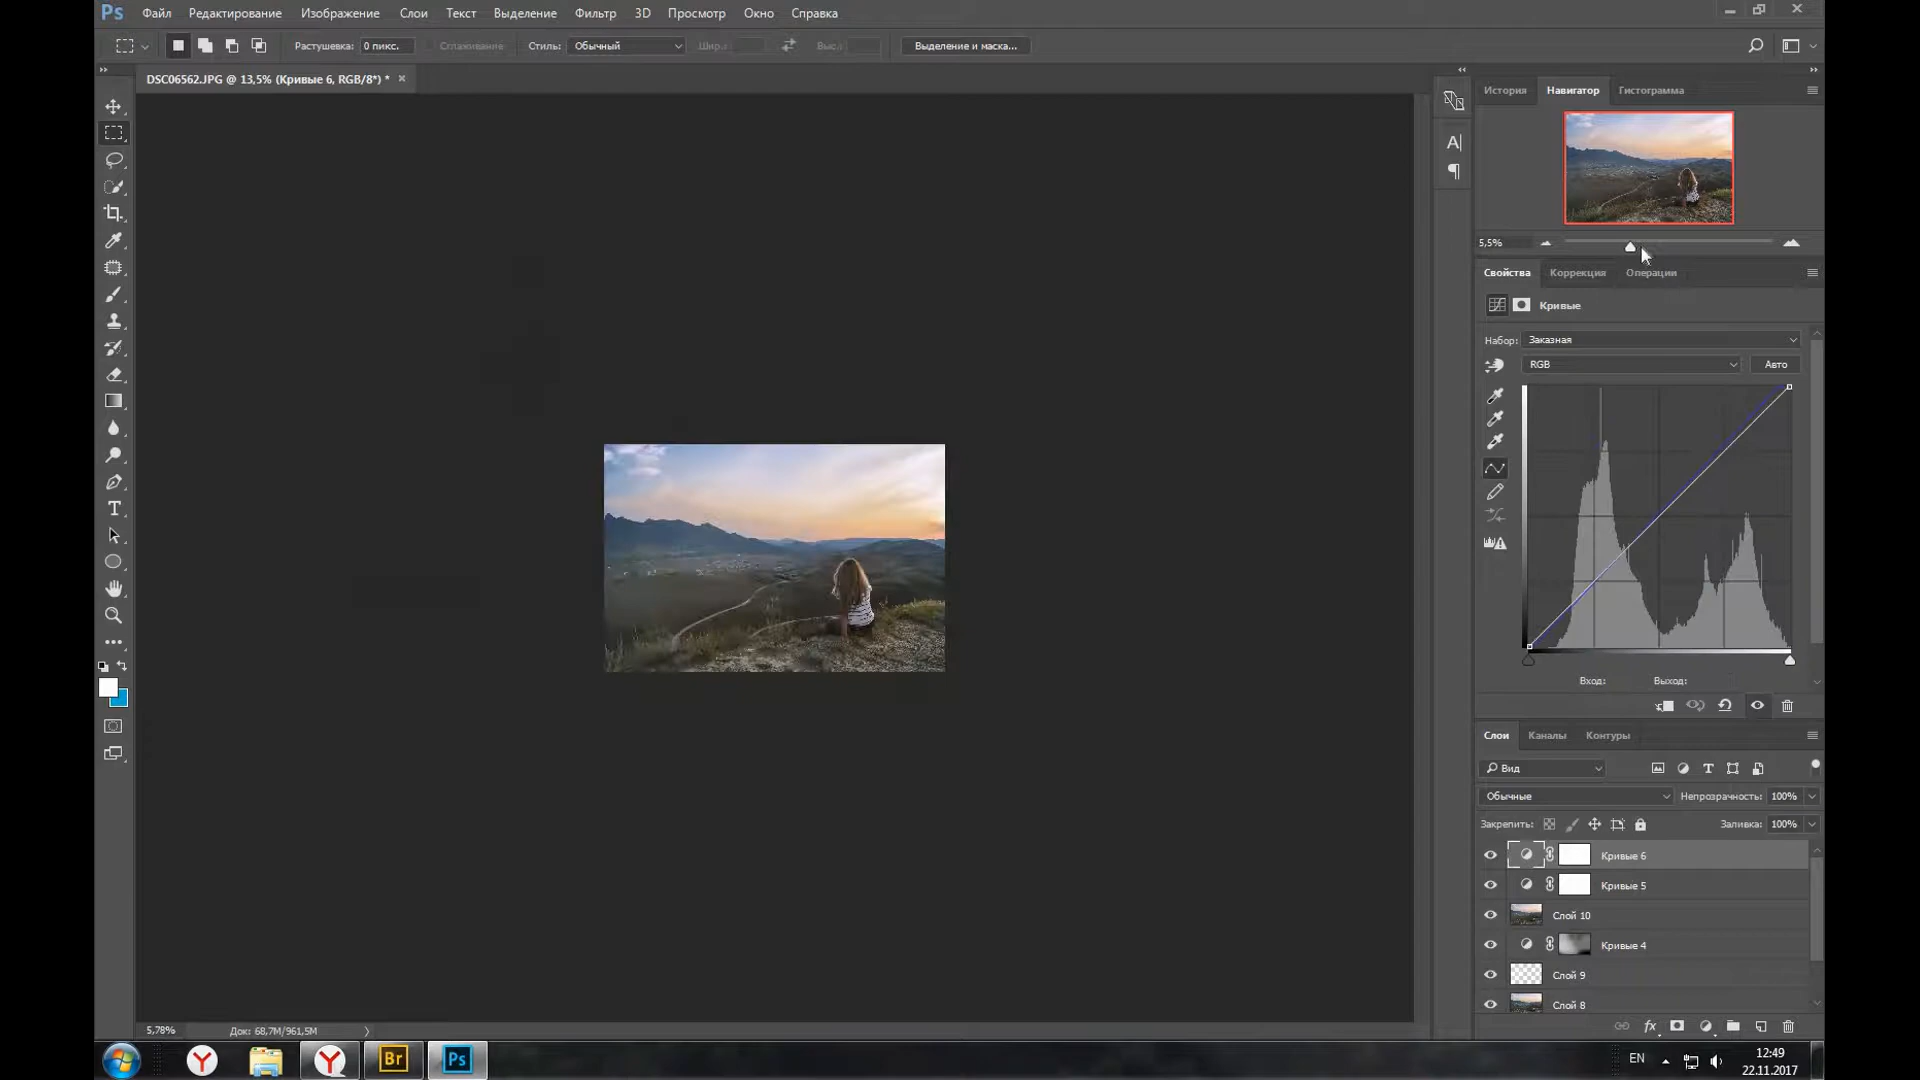 Ps Файл Редактирование Изображение Слои Текст Выделение Фильтр 3D Просмотр Окно Справка
Растушевка: 0 пикс. Сглаживание Стиль: Обычный Шир.: Выс.: Выделение и маска...
DSC06562.JPG @ 13,5% (Кривые 6, RGB/8*) * ×
История Навигатор Гистограмма
5,5%
Свойства Коррекция Операции
Кривые
Набор: Заказная
RGB Авто
Вход: Выход:
Слои Каналы Контуры
Вид
Обычные Непрозрачность: 100%
Закрепить: Заливка: 100%
Кривые 6
Кривые 5
Слой 10
Кривые 4
Слой 9
Слой 8
5,78% Док: 68,7M/961,5M
Br Ps EN 12:49
22.11.2017